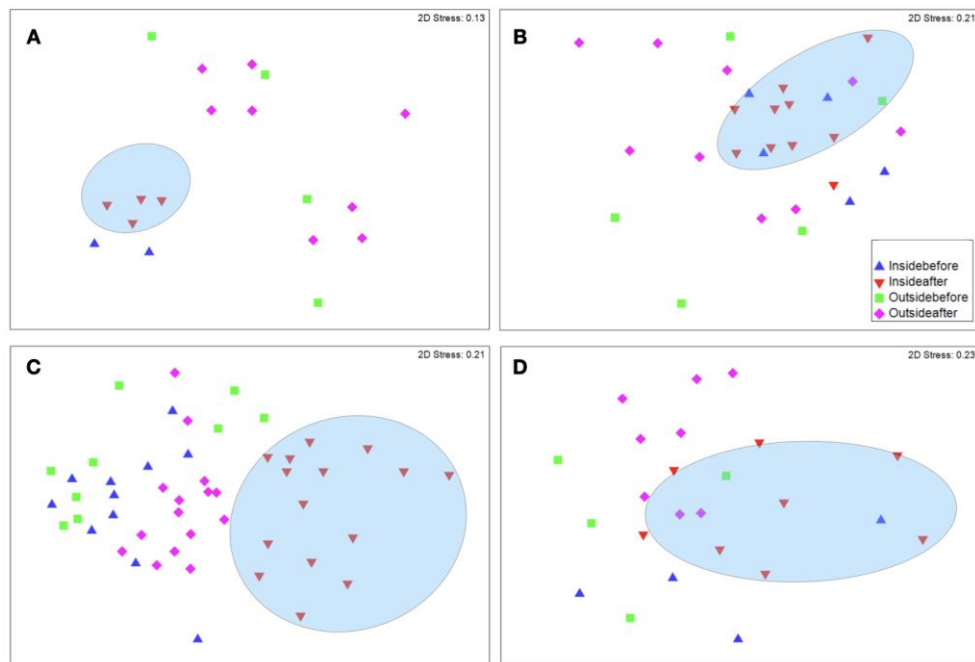 A
2D Stress: 0.13
B
2D Stress: 0.21
Insidebefore
Insideafter
Outsidebefore
Outsideafter
C
2D Stress: 0.21
D
2D Stress: 0.23